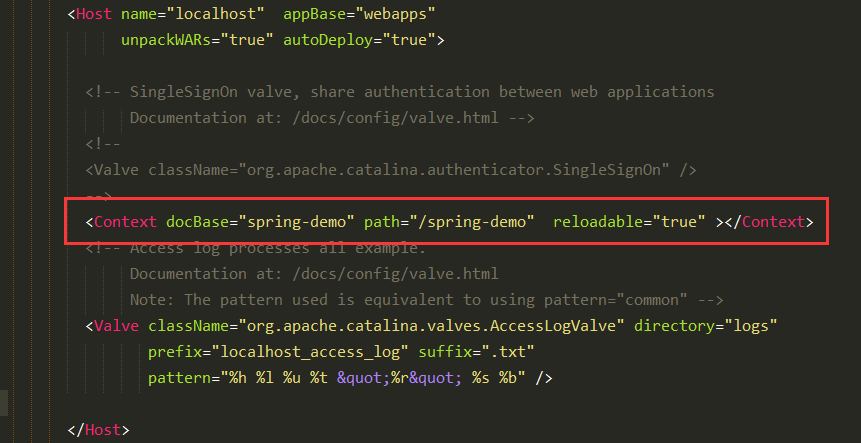 <Host name="localhost"  appBase="webapps"
unpackWARs="true" autoDeploy="true">
<!-- SingleSignOn valve, share authentication between web applications
Documentation at: /docs/config/valve.html -->
<!--
<Valve className="org.apache.catalina.authenticator.SingleSignOn" />
-->
<Context docBase="spring-demo" path="/spring-demo"  reloadable="true" ></Context>
<!-- Access log processes all example.
Documentation at: /docs/config/valve.html
Note: The pattern used is equivalent to using pattern="common" -->
<Valve className="org.apache.catalina.valves.AccessLogValve" directory="logs"
prefix="localhost_access_log" suffix=".txt"
pattern="%h %l %u %t &quot;%r&quot; %s %b" />
</Host>